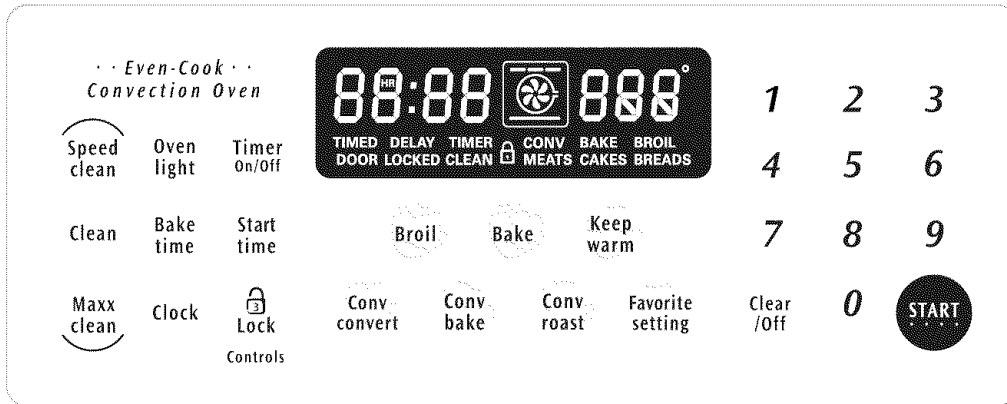 · · Even-Cook · ·
Convection Oven
Speed
clean
Oven
light
Timer
On/Off
Clean
Bake
time
Start
time
Maxx
clean
Clock
3
Lock
Controls
88:88
HR
888°
TIMED DELAY TIMER CONV BAKE BROIL
DOOR LOCKED CLEAN MEATS CAKES BREADS
Broil
Bake
Keep
warm
Conv
convert
Conv
bake
Conv
roast
Favorite
setting
1 2 3
4 5 6
7 8 9
Clear
/Off
0
START